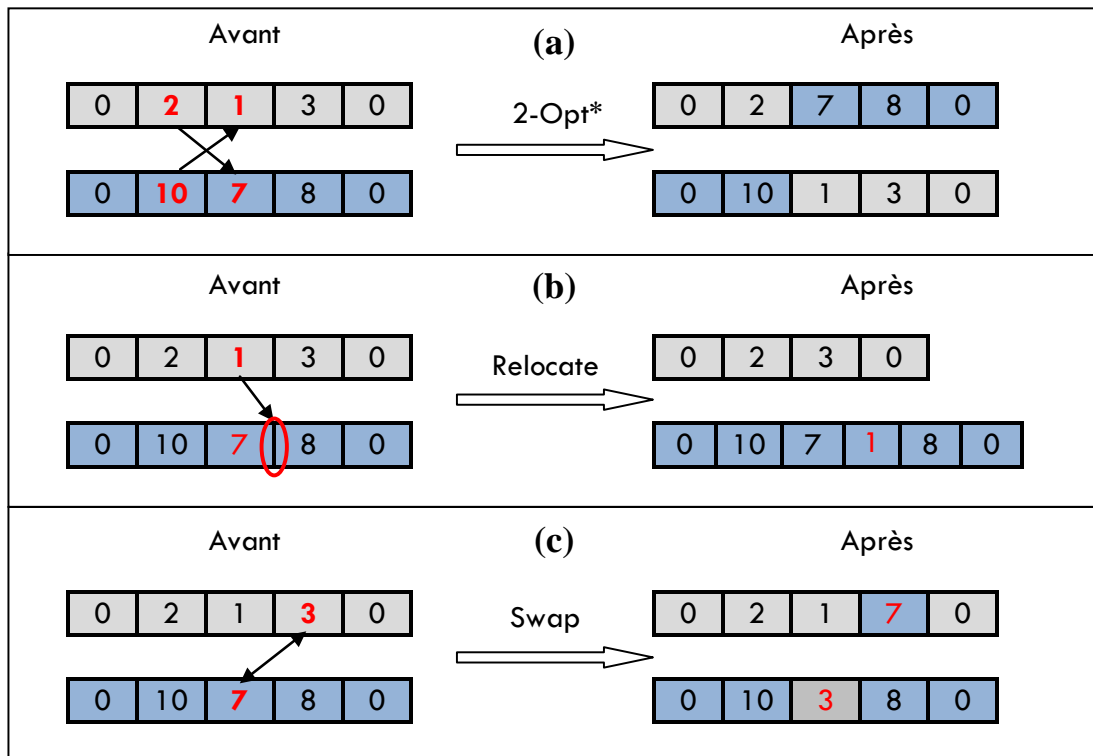 Avant (a) Après
0 2 1 3 0
2-Opt*
0 2 7 8 0
0 10 7 8 0
0 10 1 3 0
Avant (b) Après
0 2 1 3 0
Relocate
0 2 3 0
0 10 7 8 0
0 10 7 1 8 0
Avant (c) Après
0 2 1 3 0
Swap
0 2 1 7 0
0 10 7 8 0
0 10 3 8 0